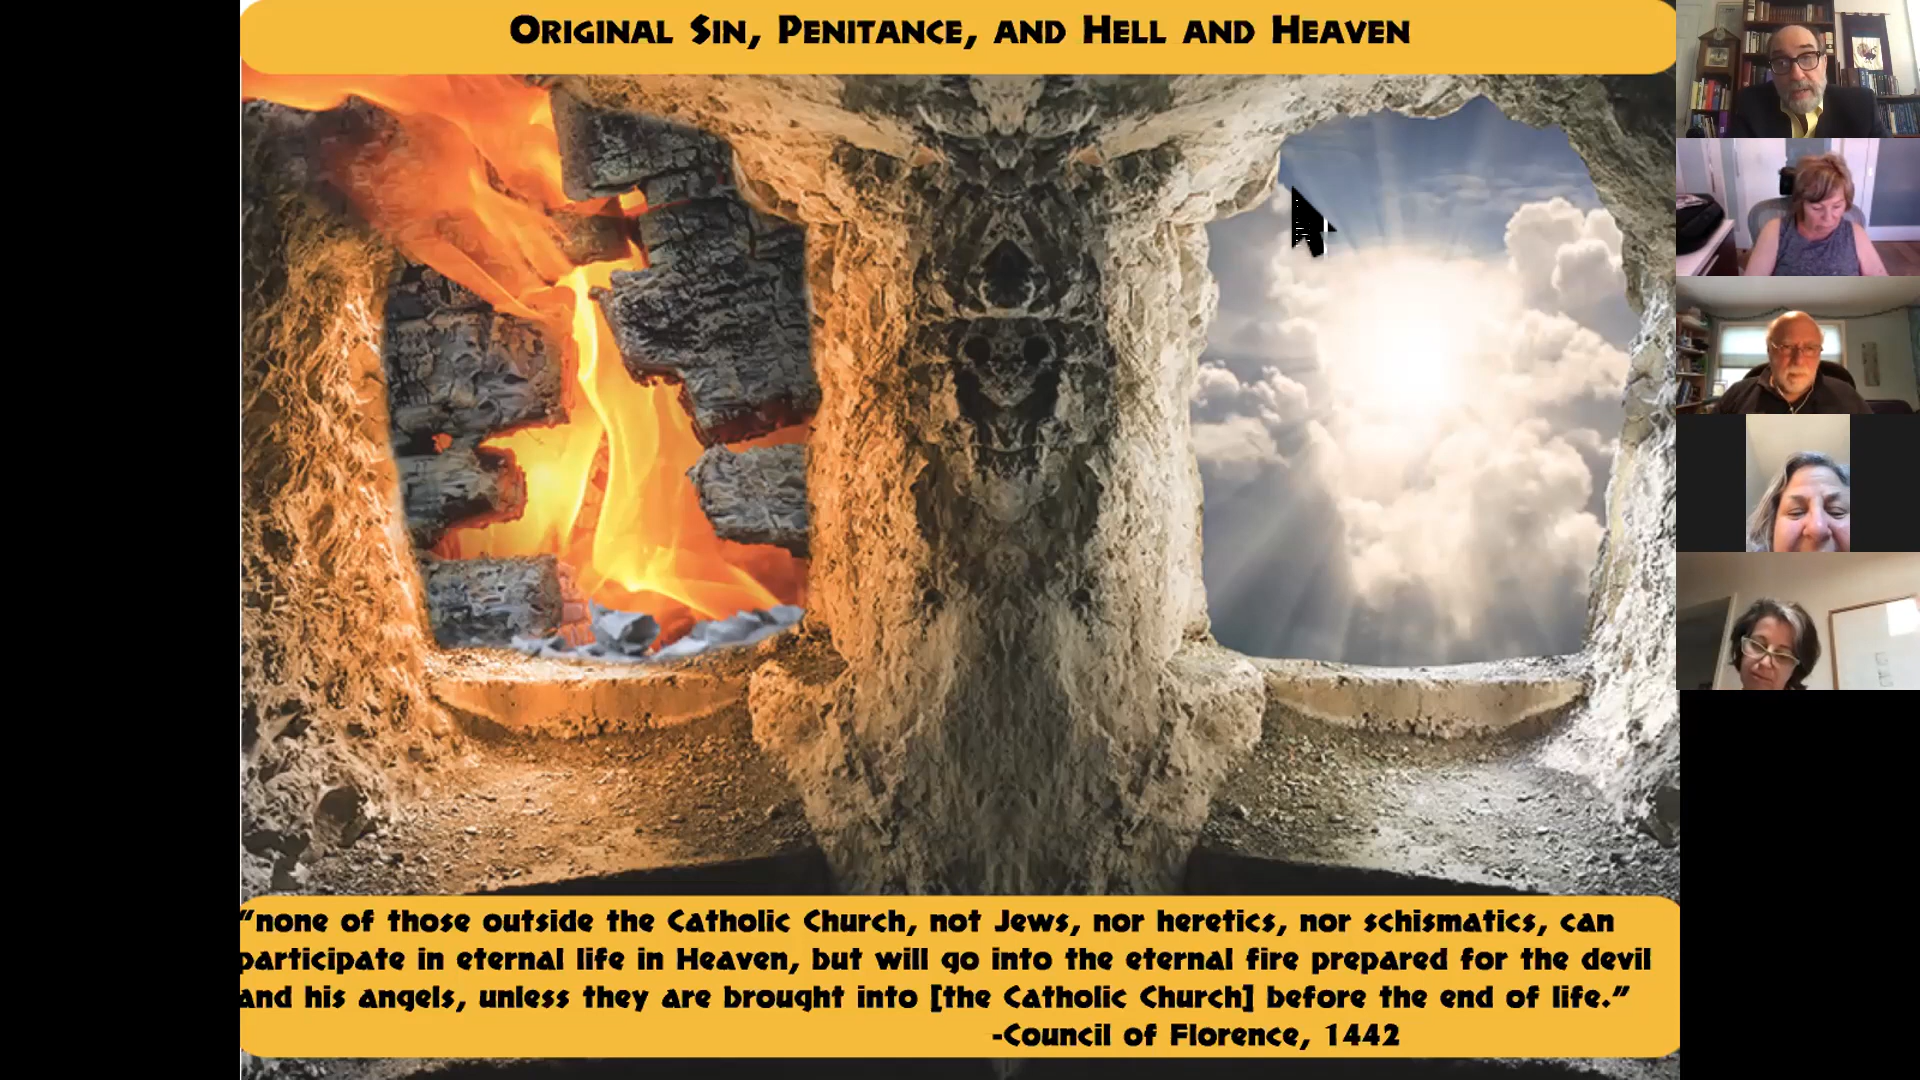 Original Sin, Penitance, and Hell and Heaven
"none of those outside the Catholic Church, not Jews, nor heretics, nor schismatics, can
participate in eternal life in Heaven, but will go into the eternal fire prepared for the devil
and his angels, unless they are brought into [the Catholic Church] before the end of life."
-Council of Florence, 1442